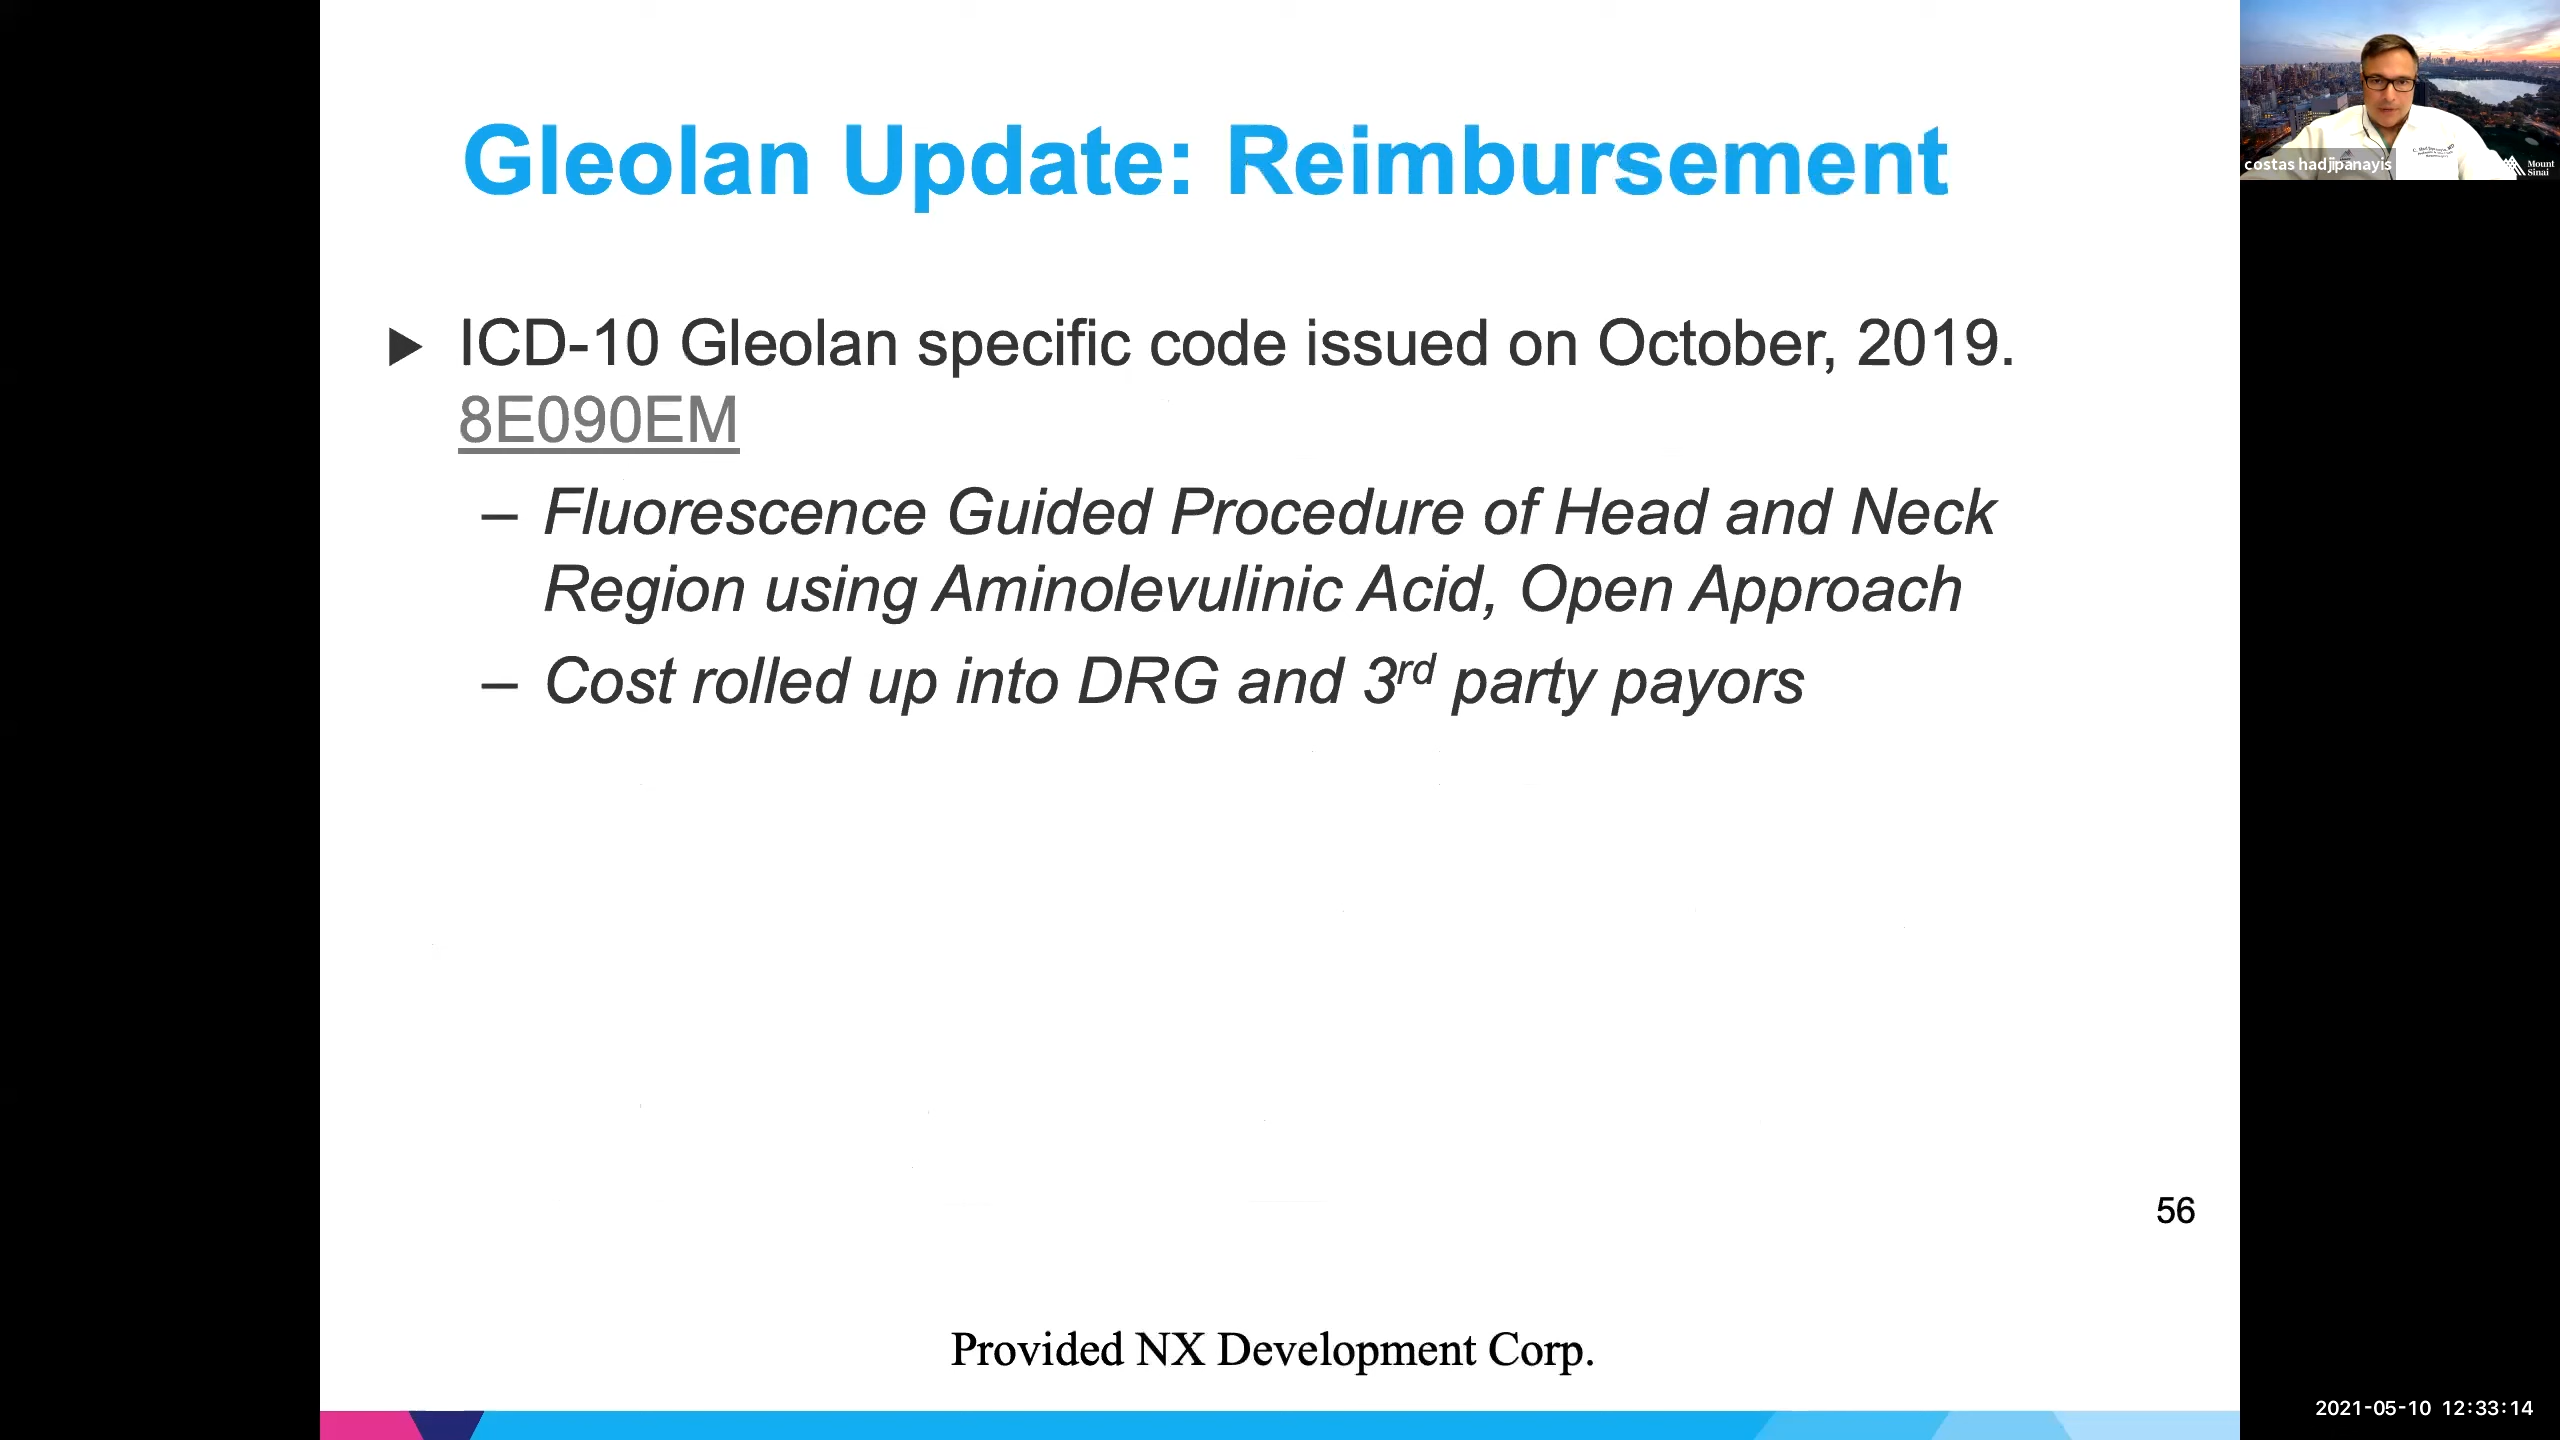 Gleolan Update: Reimbursement
ICD-10 Gleolan specific code issued on October, 2019.
8E090EM
– Fluorescence Guided Procedure of Head and Neck
Region using Aminolevulinic Acid, Open Approach
– Cost rolled up into DRG and 3rd party payors
56
Provided NX Development Corp.
costas hadjipanayis
Mount
Sinai
2021-05-10 12:33:14